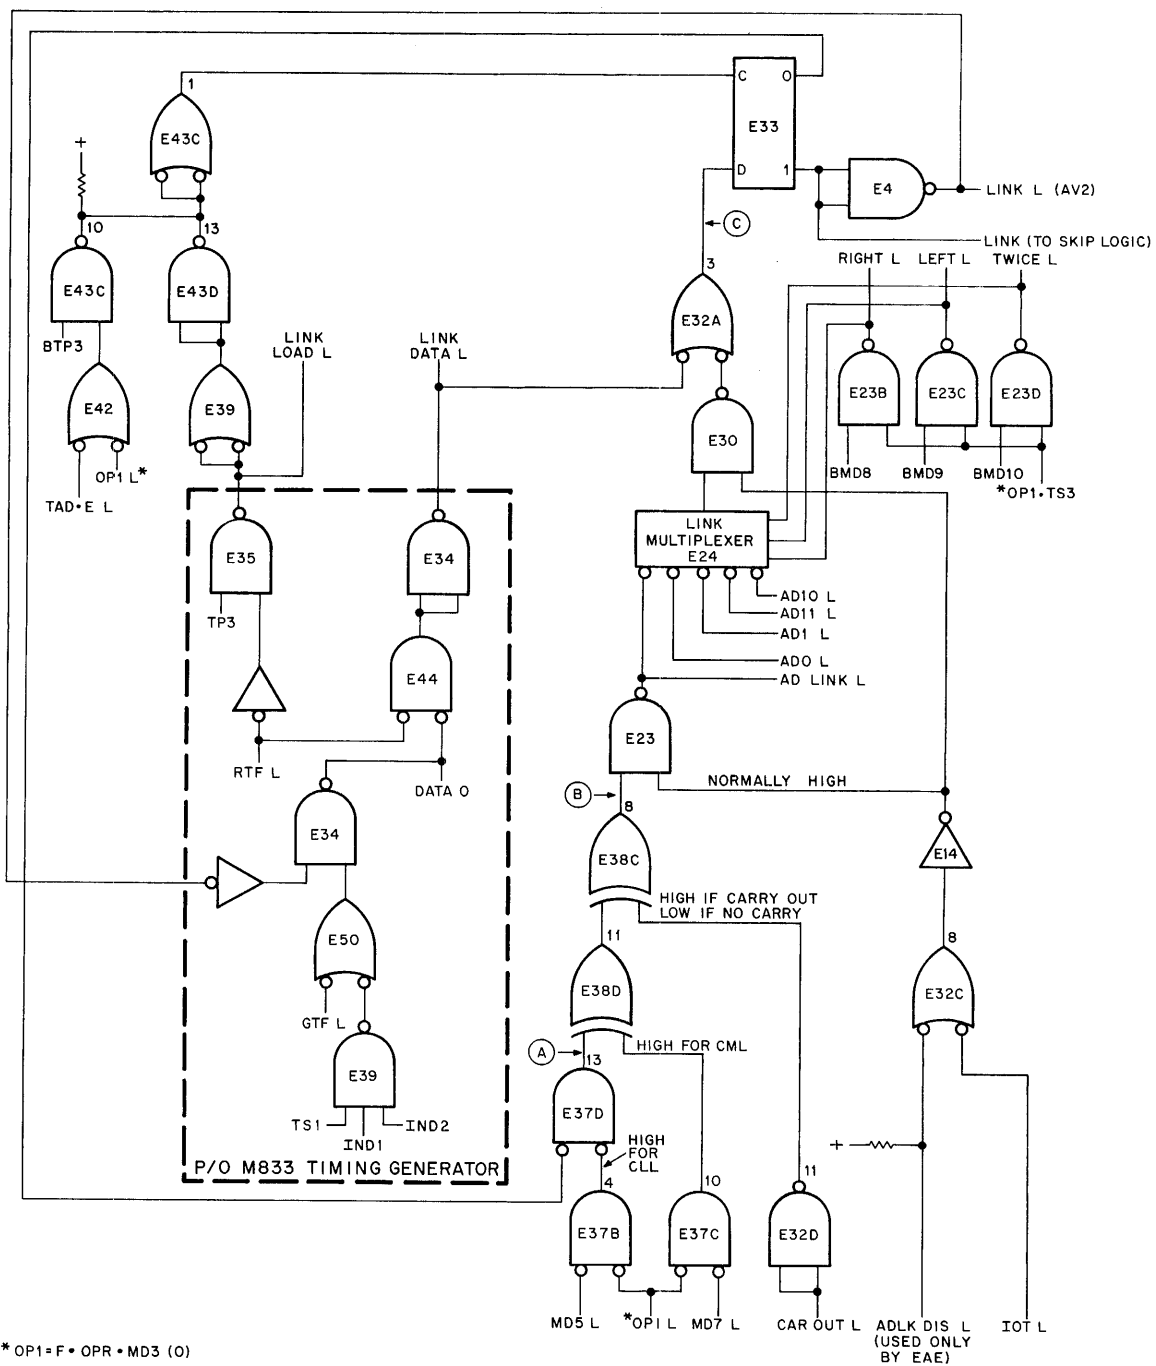 1
C
0
E43C
E33
+
D
1
E4
LINK L (AV2)
10
13
C
LINK (TO SKIP LOGIC)
RIGHT L
LEFT L
TWICE L
3
E43C
E43D
E32A
BTP3
LINK
LOAD L
LINK
DATA L
E42
E39
E23B
E23C
E23D
E30
OP1 L*
BMD8
BMD9
BMD10
TAD•E L
*OP1•TS3
LINK
MULTIPLEXER
E24
E35
E34
AD10 L
AD11 L
TP3
AD1 L
AD0 L
E44
AD LINK L
E23
RTF L
DATA 0
NORMALLY HIGH
B
8
E34
E14
E38C
HIGH IF CARRY OUT
LOW IF NO CARRY
E50
11
8
E38D
E32C
GTF L
HIGH FOR CML
A
13
E39
E37D
TS1
IND2
IND1
HIGH
FOR
CLL
+
P/O M833 TIMING GENERATOR
4
10
11
E37B
E37C
E32D
MD5 L
*OP1 L
MD7 L
CAR OUT L
ADLK DIS L
(USED ONLY
BY EAE)
IOT L
*OP1=F•OPR•MD3 (0)